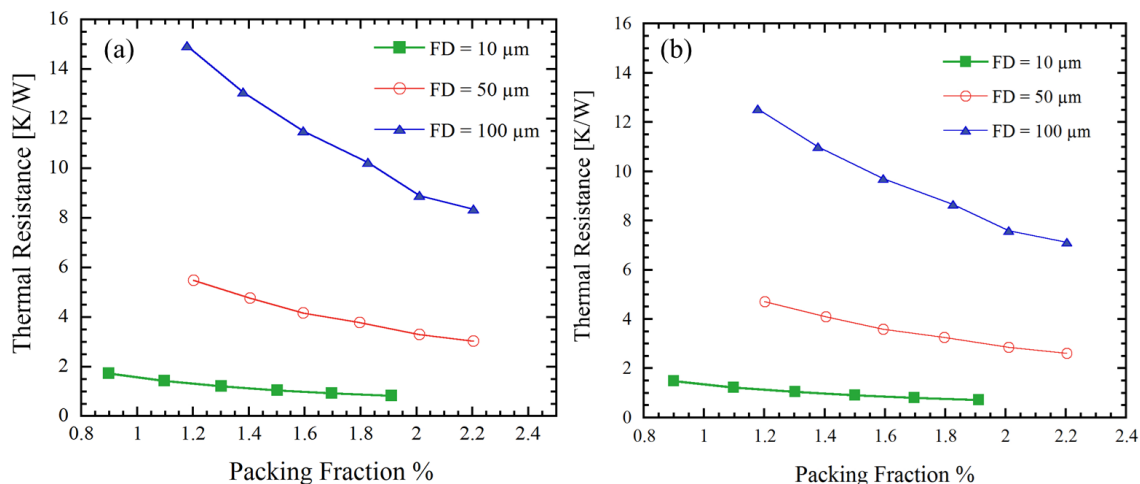 (a)
FD = 10 µm
FD = 50 µm
FD = 100 µm
Thermal Resistance [K/W]
16
14
12
10
8
6
4
2
0
0.8 1 1.2 1.4 1.6 1.8 2 2.2 2.4
Packing Fraction %
(b)
FD = 10 µm
FD = 50 µm
FD = 100 µm
Thermal Resistance [K/W]
16
14
12
10
8
6
4
2
0
0.8 1 1.2 1.4 1.6 1.8 2 2.2 2.4
Packing Fraction %